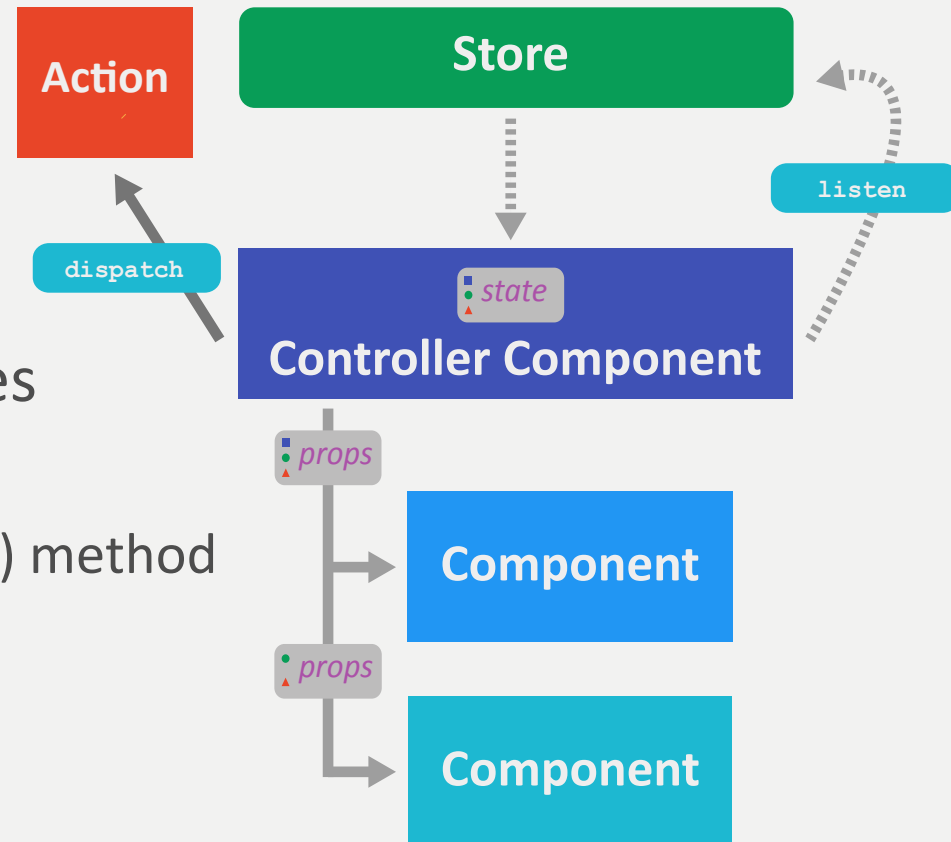 Action
Store
listen
dispatch
state
Controller Component
es
props
) method
Component
props
Component